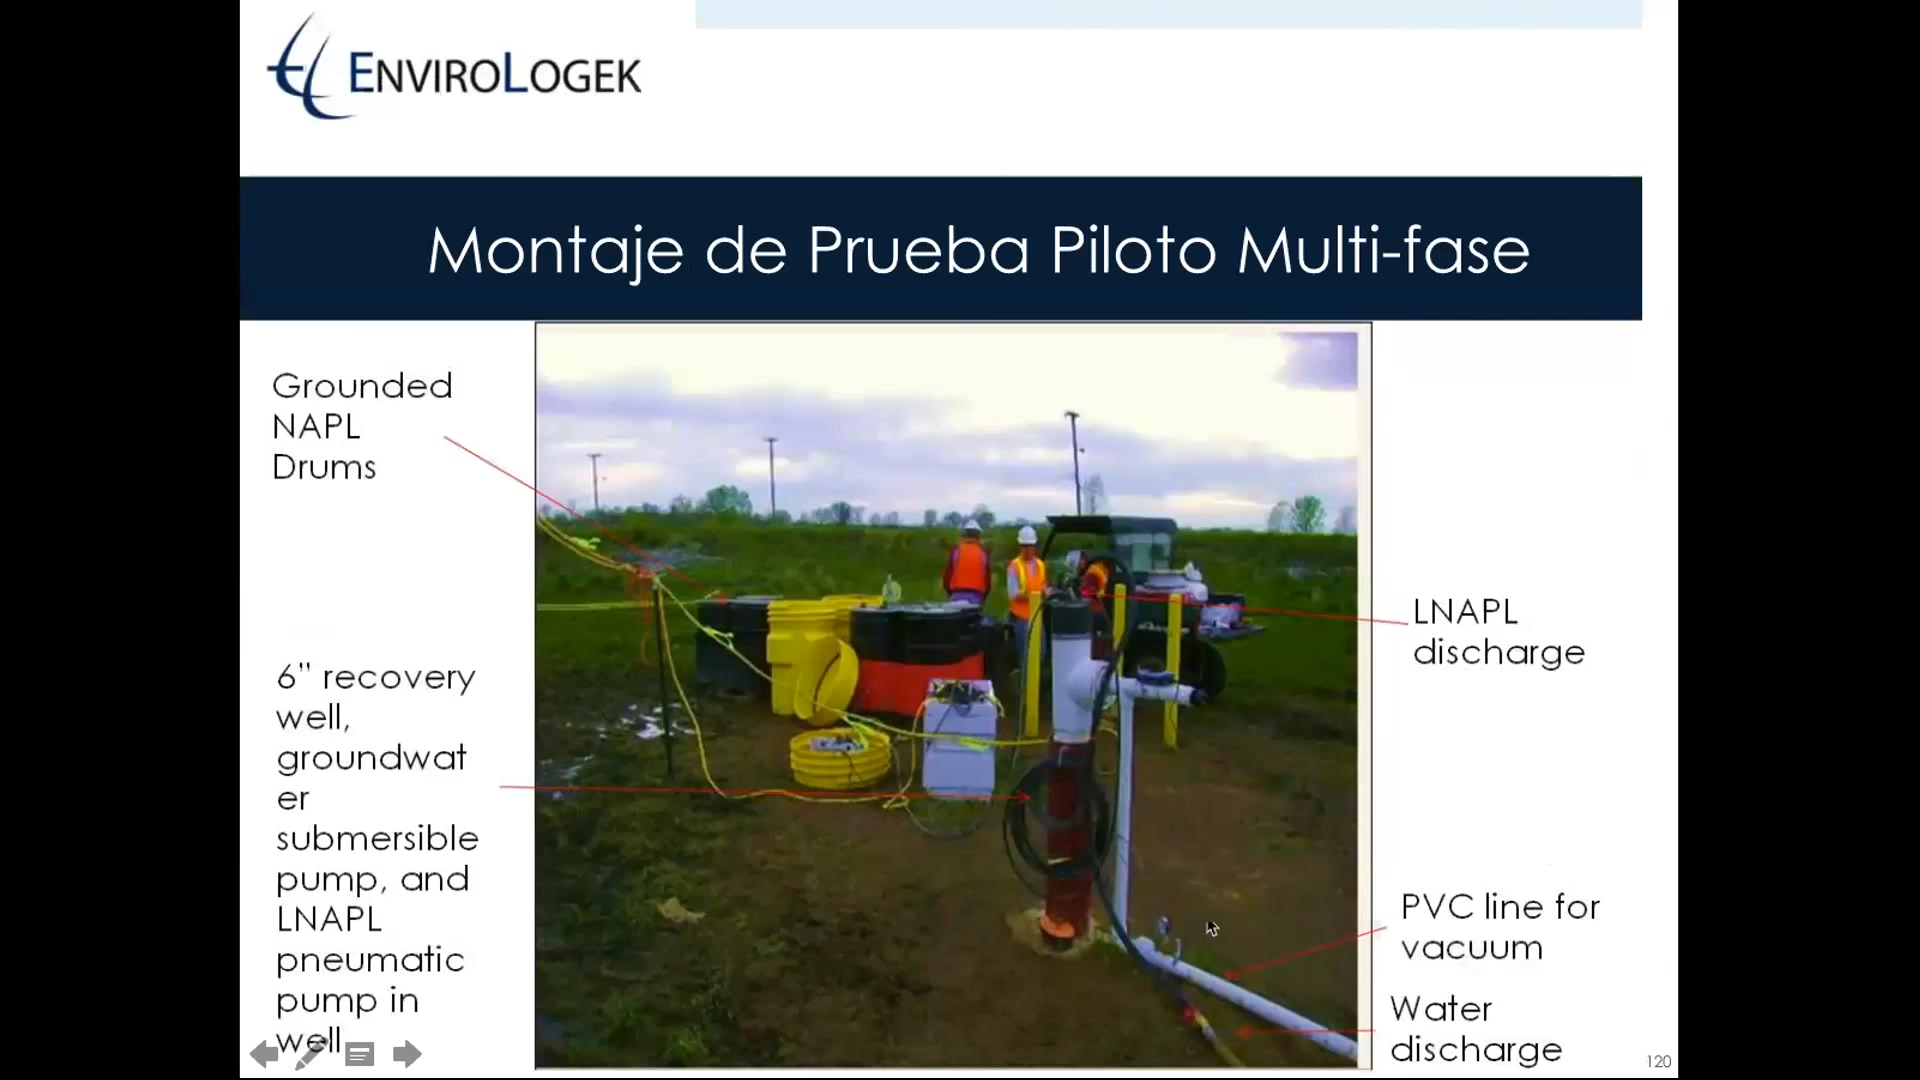 ENVIROLOGEK
Montaje de Prueba Piloto Multi-fase
Grounded
NAPL
Drums
6” recovery
well,
groundwat
er
submersible
pump, and
LNAPL
pneumatic
pump in
well
LNAPL
discharge
PVC line for
vacuum
Water
discharge
120